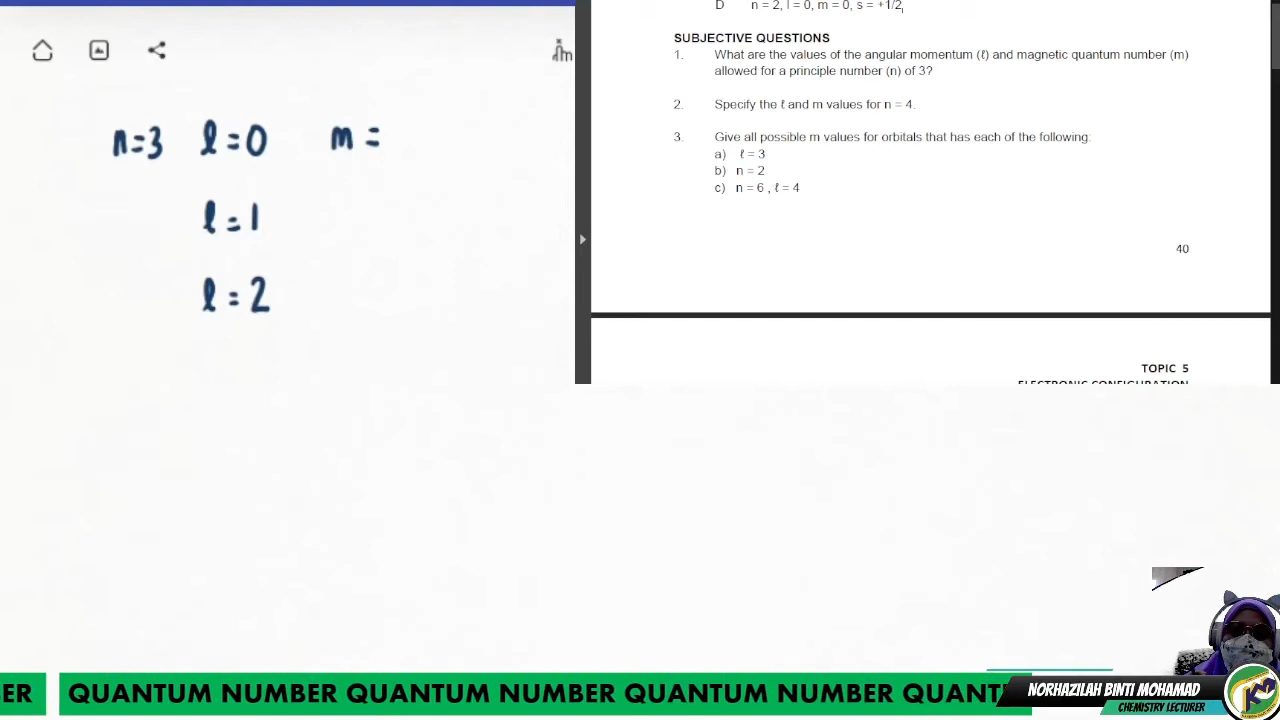 n=3 l=0 m=
l=1
l=2
D n = 2, l = 0, m = 0, s = +1/2,
SUBJECTIVE QUESTIONS
1. What are the values of the angular momentum (ℓ) and magnetic quantum number (m)
allowed for a principle number (n) of 3?
2. Specify the ℓ and m values for n = 4.
3. Give all possible m values for orbitals that has each of the following:
a) ℓ = 3
b) n = 2
c) n = 6 , ℓ = 4
40
TOPIC 5
ELECTRONIC CONFIGURATION
ER QUANTUM NUMBER QUANTUM NUMBER QUANTUM NUMBER QUANT
NORHAZILAH BINTI MOHAMAD
CHEMISTRY LECTURER